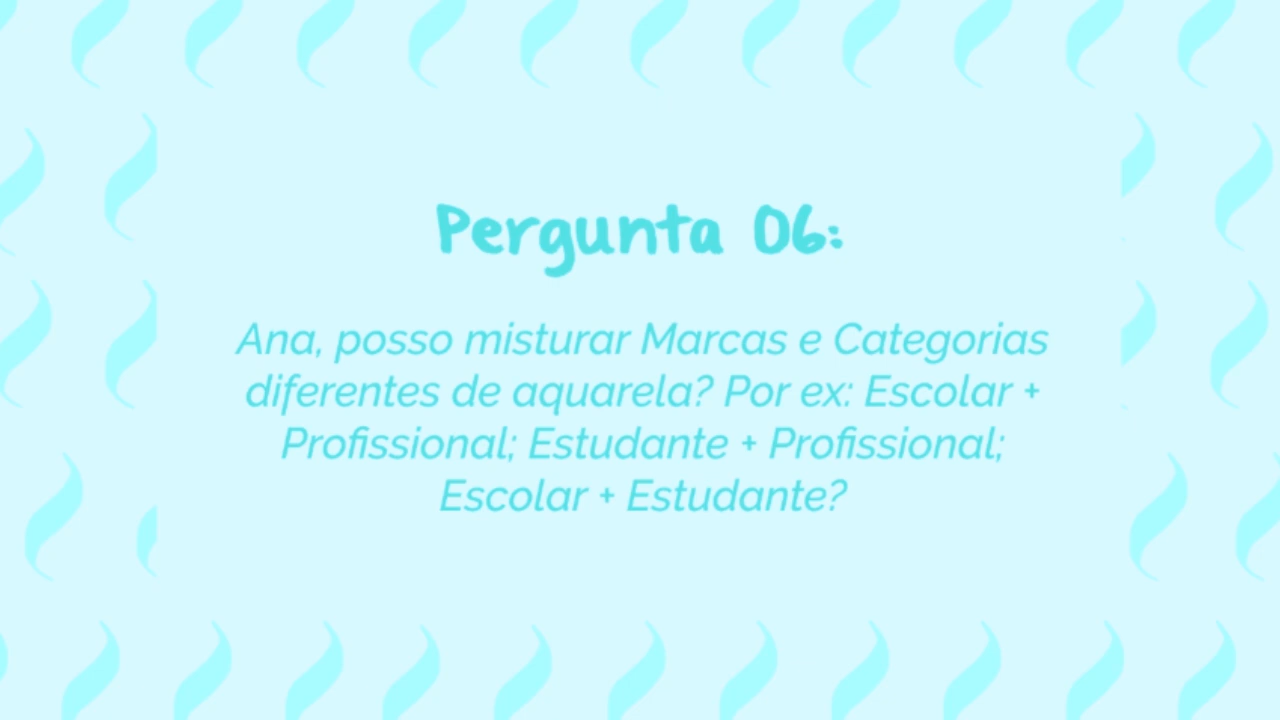 Pergunta 06:
Ana, posso misturar Marcas e Categorias
diferentes de aquarela? Por ex: Escolar +
Profissional; Estudante + Profissional;
Escolar + Estudante?